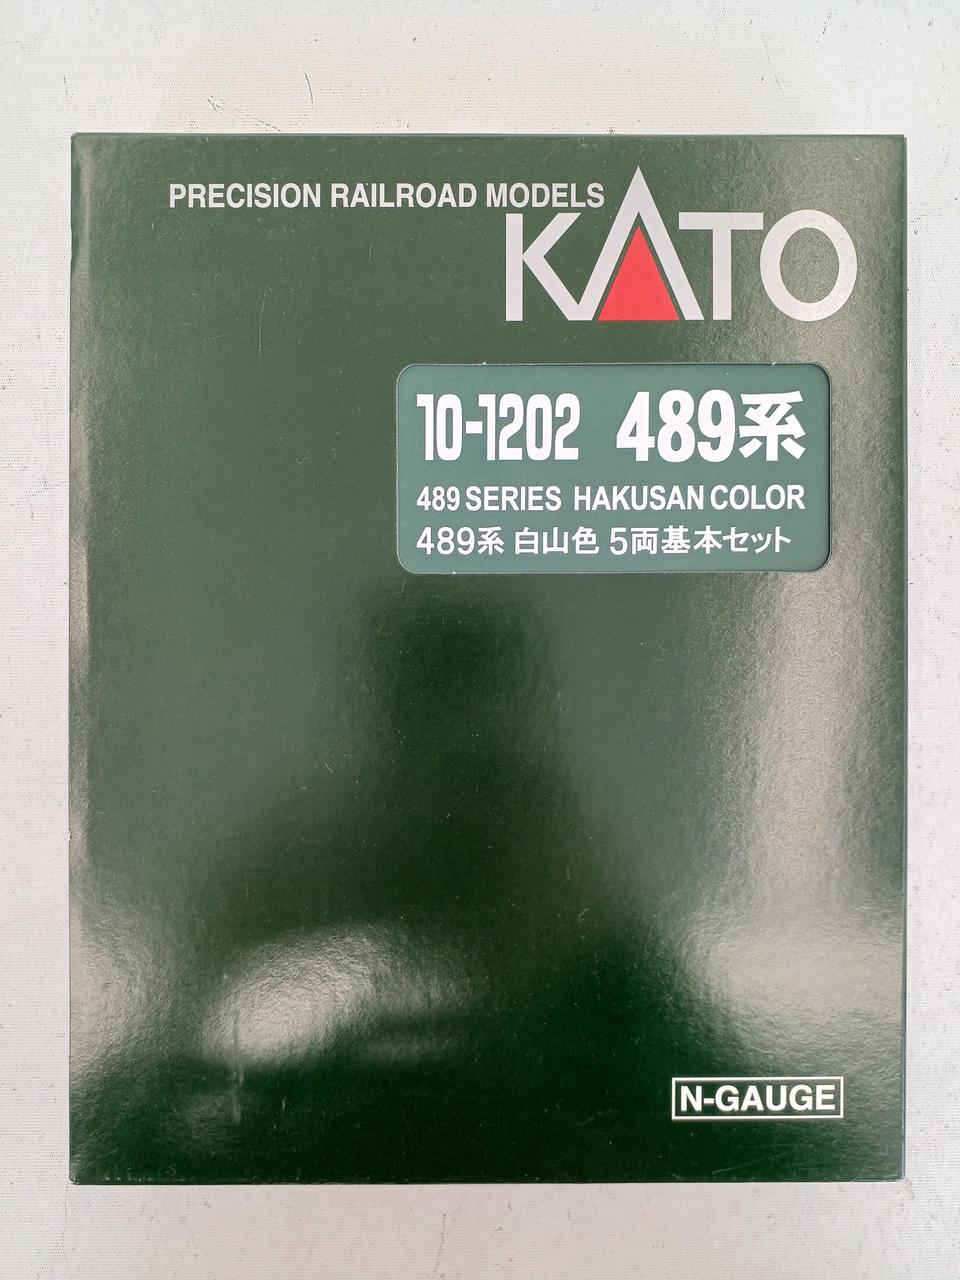 PRECISION RAILROAD MODELS
KATO
10-1202 489系
489 SERIES HAKUSAN COLOR
489系 白山色 5両基本セット
N-GAUGE